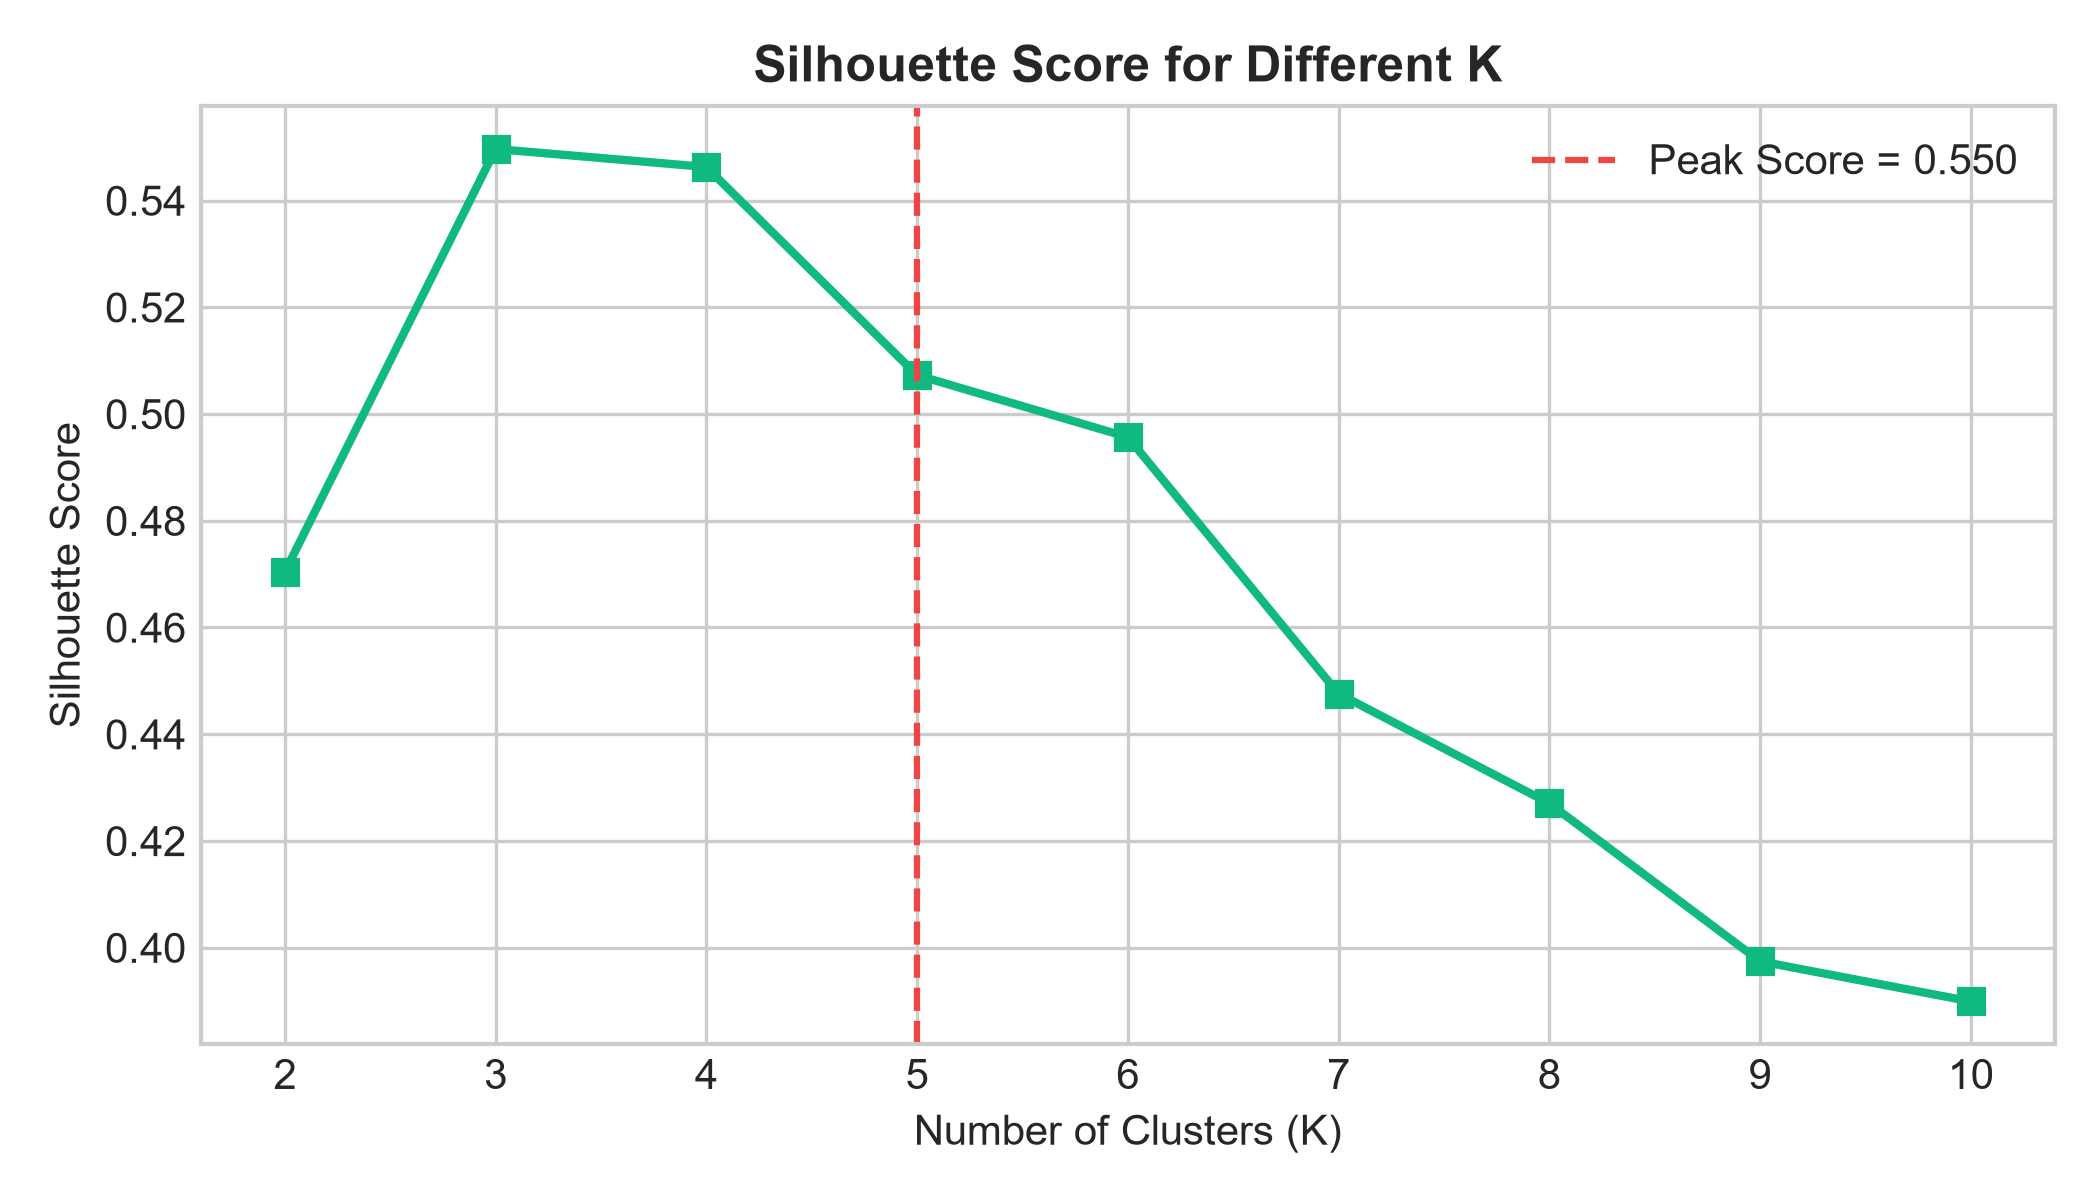 Silhouette Score for Different K
Peak Score = 0.550
Silhouette Score
0.54
0.52
0.50
0.48
0.46
0.44
0.42
0.40
2 3 4 5 6 7 8 9 10
Number of Clusters (K)